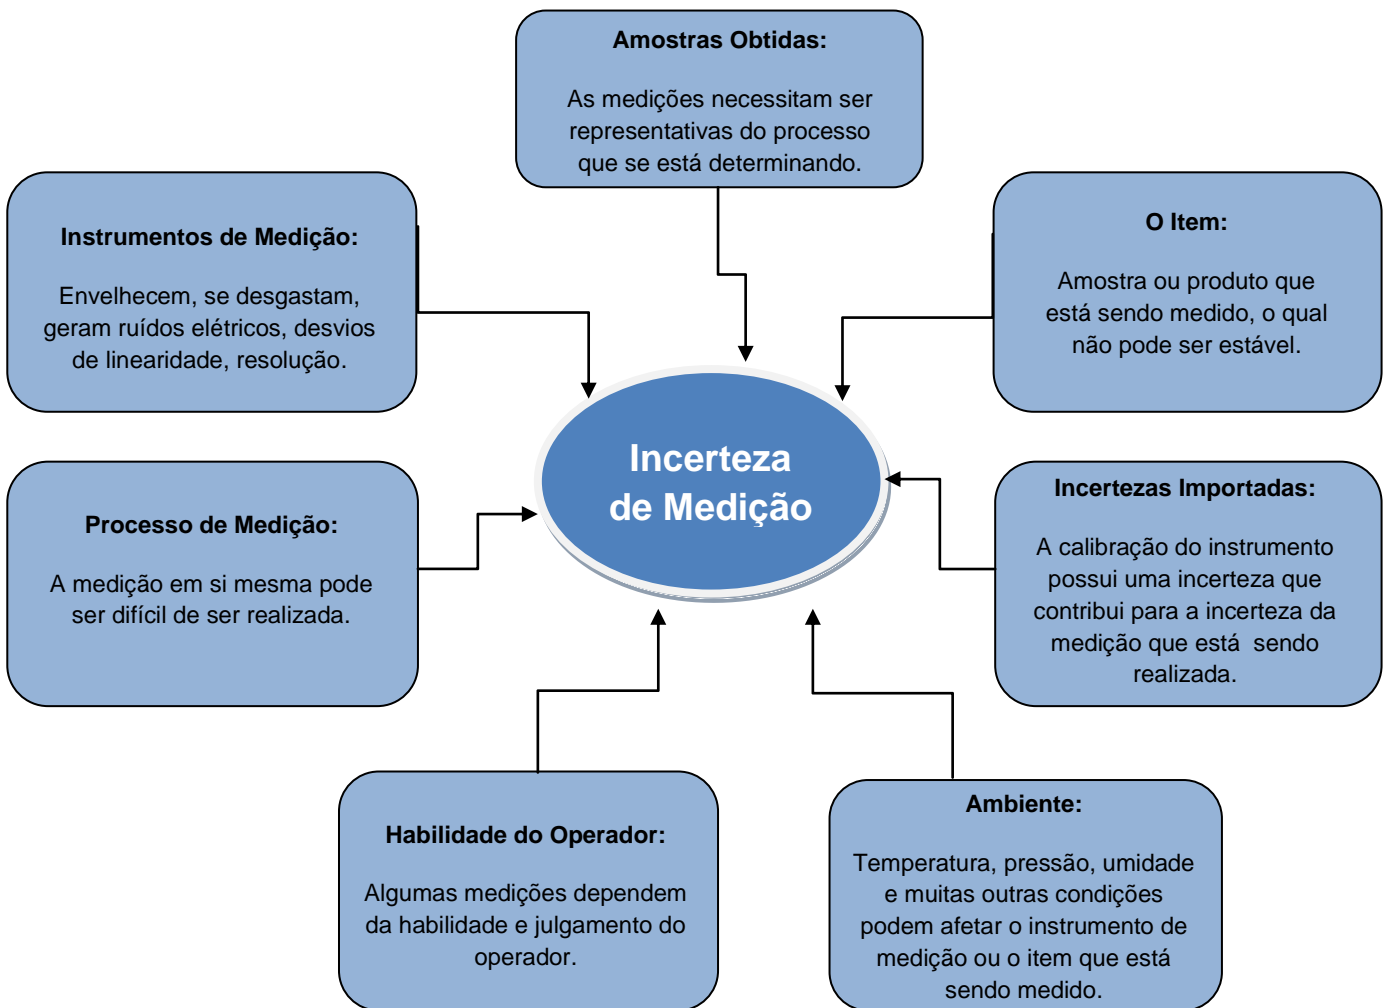 Amostras Obtidas:
As medições necessitam ser
representativas do processo
que se está determinando.
Instrumentos de Medição:
Envelhecem, se desgastam,
geram ruídos elétricos, desvios
de linearidade, resolução.
O Item:
Amostra ou produto que
está sendo medido, o qual
não pode ser estável.
Incerteza
de Medição
Processo de Medição:
A medição em si mesma pode
ser difícil de ser realizada.
Incertezas Importadas:
A calibração do instrumento
possui uma incerteza que
contribui para a incerteza da
medição que está sendo
realizada.
Habilidade do Operador:
Algumas medições dependem
da habilidade e julgamento do
operador.
Ambiente:
Temperatura, pressão, umidade
e muitas outras condições
podem afetar o instrumento de
medição ou o item que está
sendo medido.